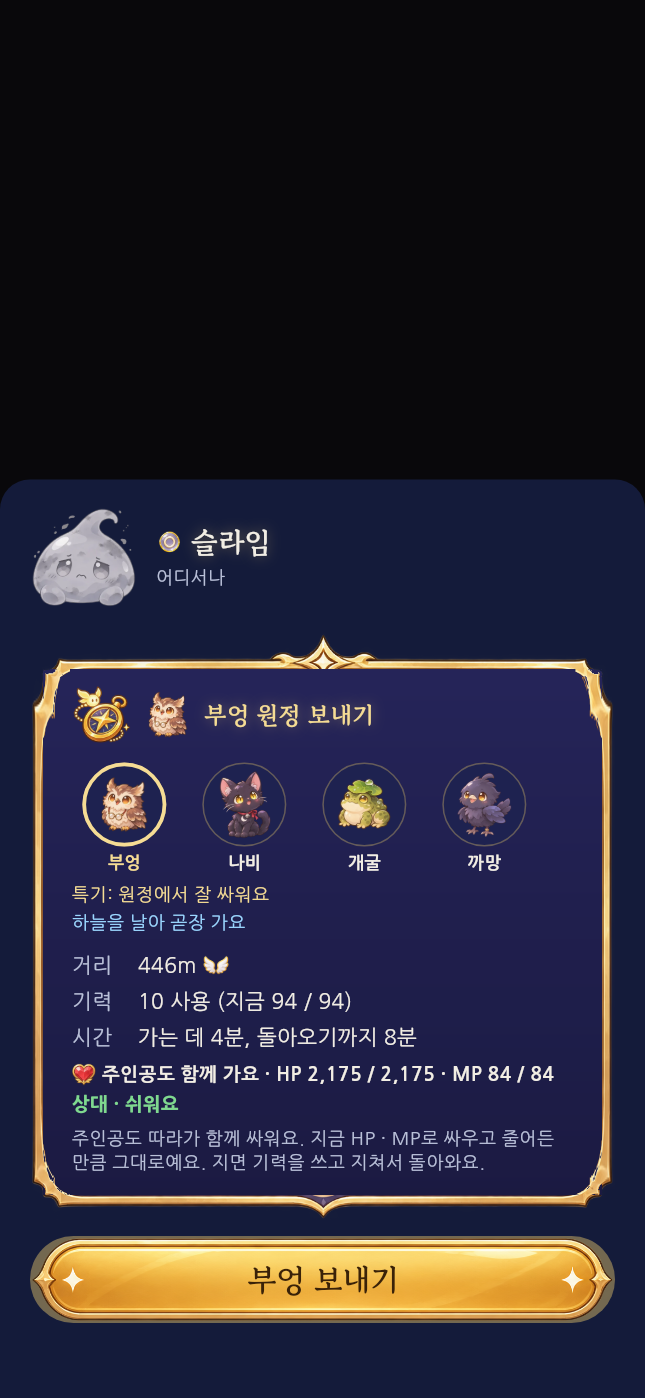 슬라임
어디서나
부엉 원정 보내기
부엉 나비 개굴 까망
특기: 원정에서 잘 싸워요
하늘을 날아 곧장 가요
거리 446m
기력 10 사용 (지금 94 / 94)
시간 가는 데 4분, 돌아오기까지 8분
주인공도 함께 가요 · HP 2,175 / 2,175 · MP 84 / 84
상대 · 쉬워요
주인공도 따라가 함께 싸워요. 지금 HP · MP로 싸우고 줄어든
만큼 그대로예요. 지면 기력을 쓰고 지쳐서 돌아와요.
부엉 보내기